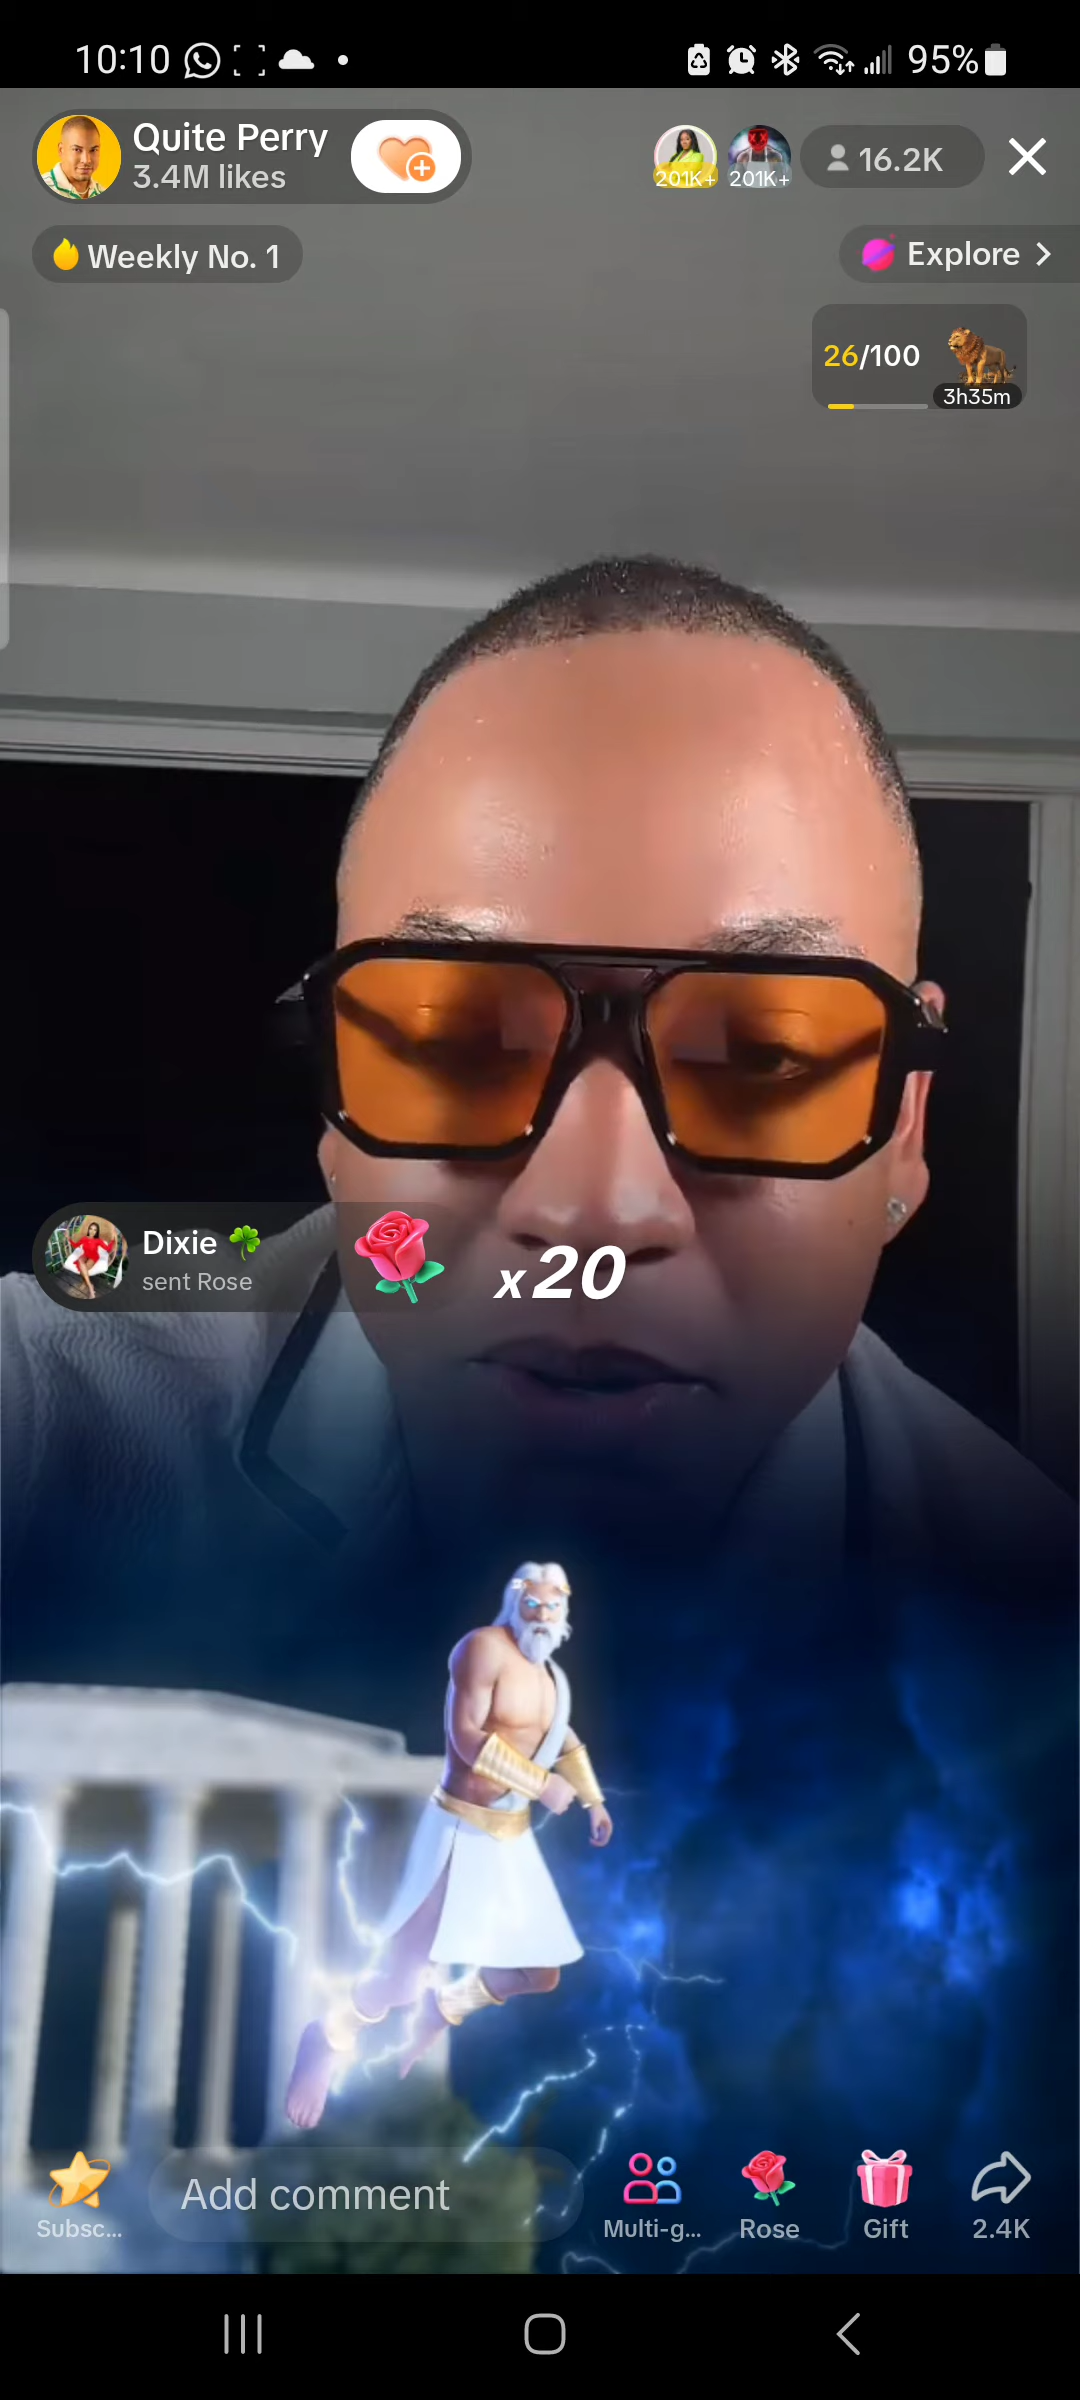 10:10
95%
Quite Perry
3.4M likes
201K+
201K+
16.2K
Weekly No. 1
Explore
26/100
3h35m
Dixie
sent Rose
x20
Subsc...
Add comment
Multi-g...
Rose
Gift
2.4K